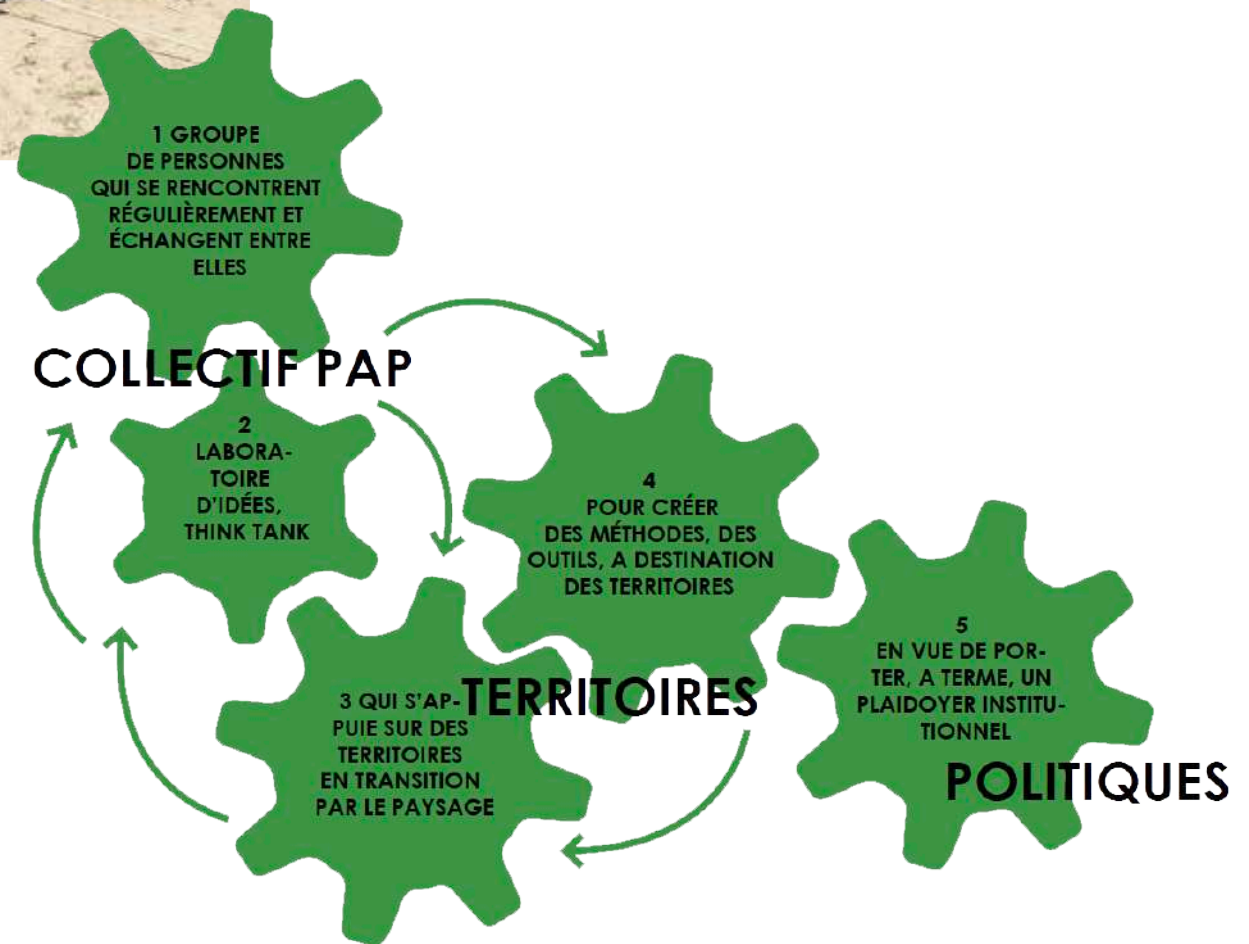 1 GROUPE
DE PERSONNES
QUI SE RENCONTRENT
RÉGULIÈREMENT ET
ÉCHANGENT ENTRE
ELLES
COLLECTIF PAP
2
LABORA-
TOIRE
D'IDÉES,
THINK TANK
3 QUI S'AP-
PUIE SUR DES
TERRITOIRES
EN TRANSITION
PAR LE PAYSAGE
4
POUR CRÉER
DES MÉTHODES, DES
OUTILS, A DESTINATION
DES TERRITOIRES
TERRITOIRES
5
EN VUE DE POR-
TER, A TERME, UN
PLAIDOYER INSTITU-
TIONNEL
POLITIQUES